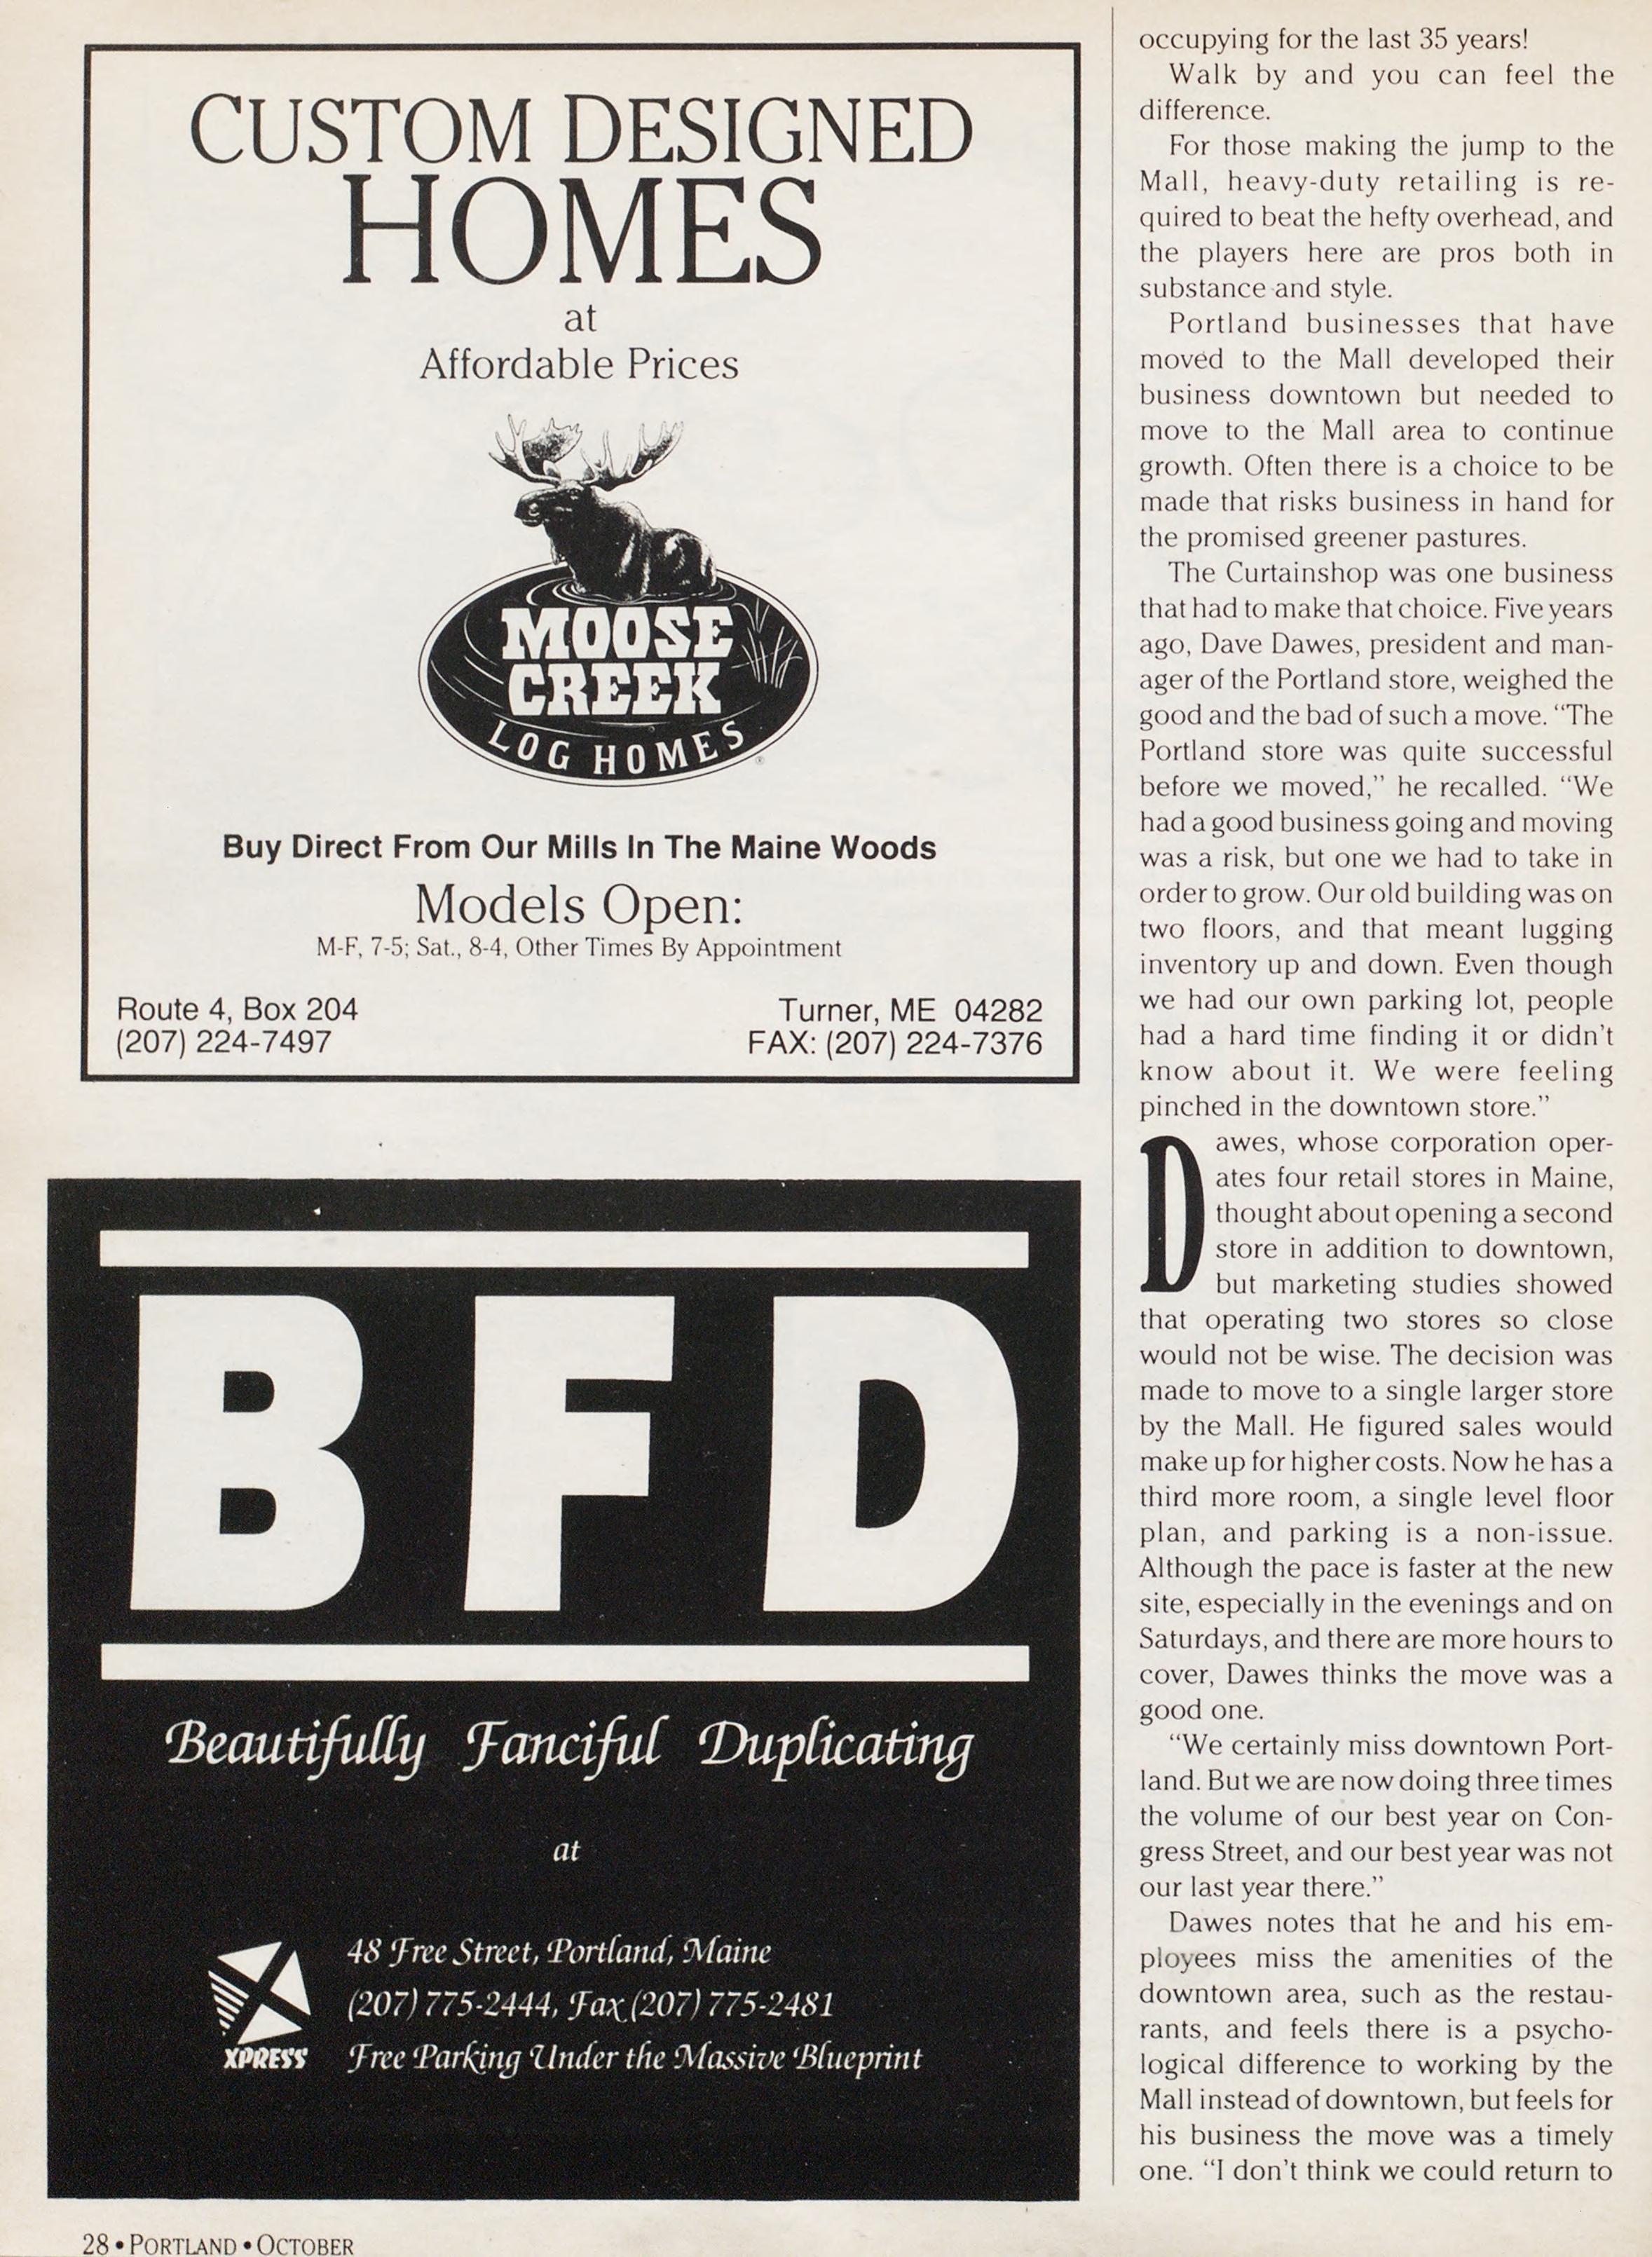 CUSTOM DESIGNED
HOMES
at
Affordable Prices
MOOSE
CREEK
LOG HOMES
®
Buy Direct From Our Mills In The Maine Woods
Models Open:
M-F, 7-5; Sat., 8-4, Other Times By Appointment
Route 4, Box 204
(207) 224-7497
Turner, ME 04282
FAX: (207) 224-7376
BFD
Beautifully Fanciful Duplicating
at
XPRESS
48 Free Street, Portland, Maine
(207) 775-2444, Fax (207) 775-2481
Free Parking Under the Massive Blueprint
occupying for the last 35 years!
Walk by and you can feel the
difference.
For those making the jump to the
Mall, heavy-duty retailing is re-
quired to beat the hefty overhead, and
the players here are pros both in
substance and style.
Portland businesses that have
moved to the Mall developed their
business downtown but needed to
move to the Mall area to continue
growth. Often there is a choice to be
made that risks business in hand for
the promised greener pastures.
The Curtainshop was one business
that had to make that choice. Five years
ago, Dave Dawes, president and man-
ager of the Portland store, weighed the
good and the bad of such a move. “The
Portland store was quite successful
before we moved,” he recalled. “We
had a good business going and moving
was a risk, but one we had to take in
order to grow. Our old building was on
two floors, and that meant lugging
inventory up and down. Even though
we had our own parking lot, people
had a hard time finding it or didn't
know about it. We were feeling
pinched in the downtown store.”
Dawes, whose corporation oper-
ates four retail stores in Maine,
thought about opening a second
store in addition to downtown,
but marketing studies showed
that operating two stores so close
would not be wise. The decision was
made to move to a single larger store
by the Mall. He figured sales would
make up for higher costs. Now he has a
third more room, a single level floor
plan, and parking is a non-issue.
Although the pace is faster at the new
site, especially in the evenings and on
Saturdays, and there are more hours to
cover, Dawes thinks the move was a
good one.
“We certainly miss downtown Port-
land. But we are now doing three times
the volume of our best year on Con-
gress Street, and our best year was not
our last year there.”
Dawes notes that he and his em-
ployees miss the amenities of the
downtown area, such as the restau-
rants, and feels there is a psycho-
logical difference to working by the
Mall instead of downtown, but feels for
his business the move was a timely
one. “I don't think we could return to
28 • PORTLAND • OCTOBER